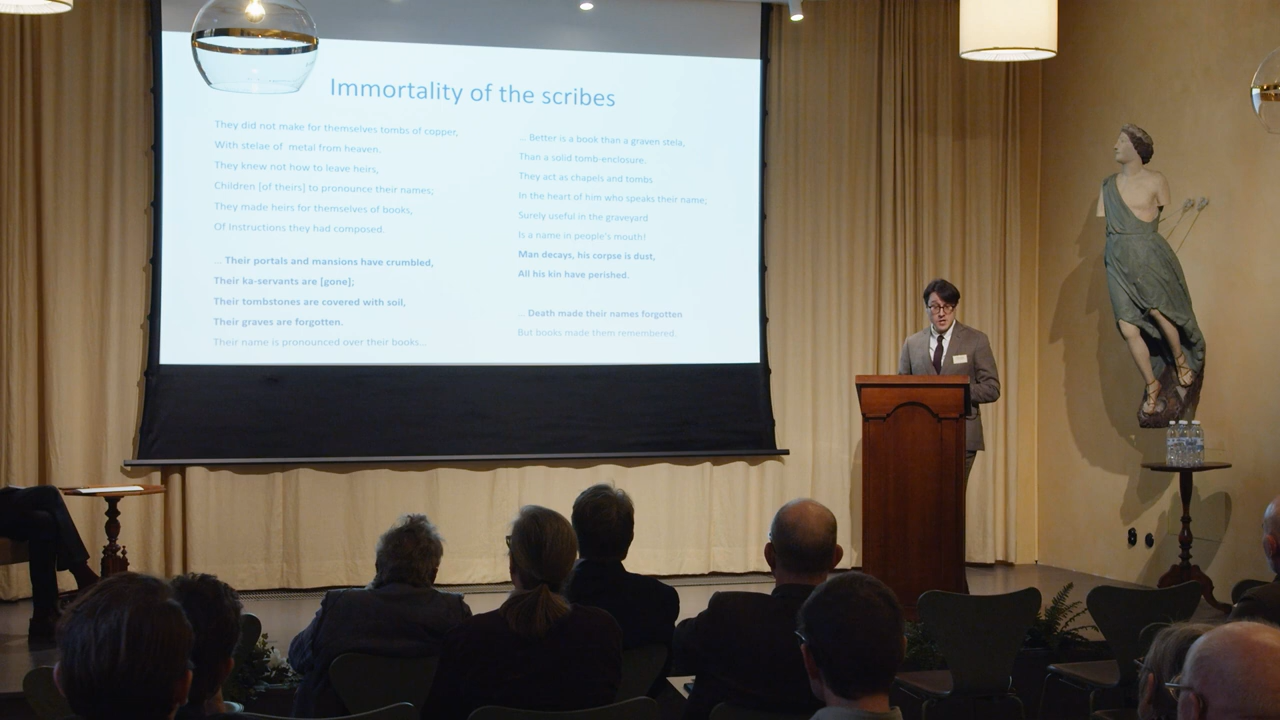 Immortality of the scribes
They did not make for themselves tombs of copper,
With stelae of metal from heaven.
They knew not how to leave heirs,
Children [of theirs] to pronounce their names;
They made heirs for themselves of books,
Of Instructions they had composed.
... Their portals and mansions have crumbled,
Their ka-servants are [gone];
Their tombstones are covered with soil,
Their graves are forgotten.
Their name is pronounced over their books...
... Better is a book than a graven stela,
Than a solid tomb-enclosure.
They act as chapels and tombs
In the heart of him who speaks their name;
Surely useful in the graveyard
Is a name in people's mouth!
Man decays, his corpse is dust,
All his kin have perished.
... Death made their names forgotten
But books made them remembered.